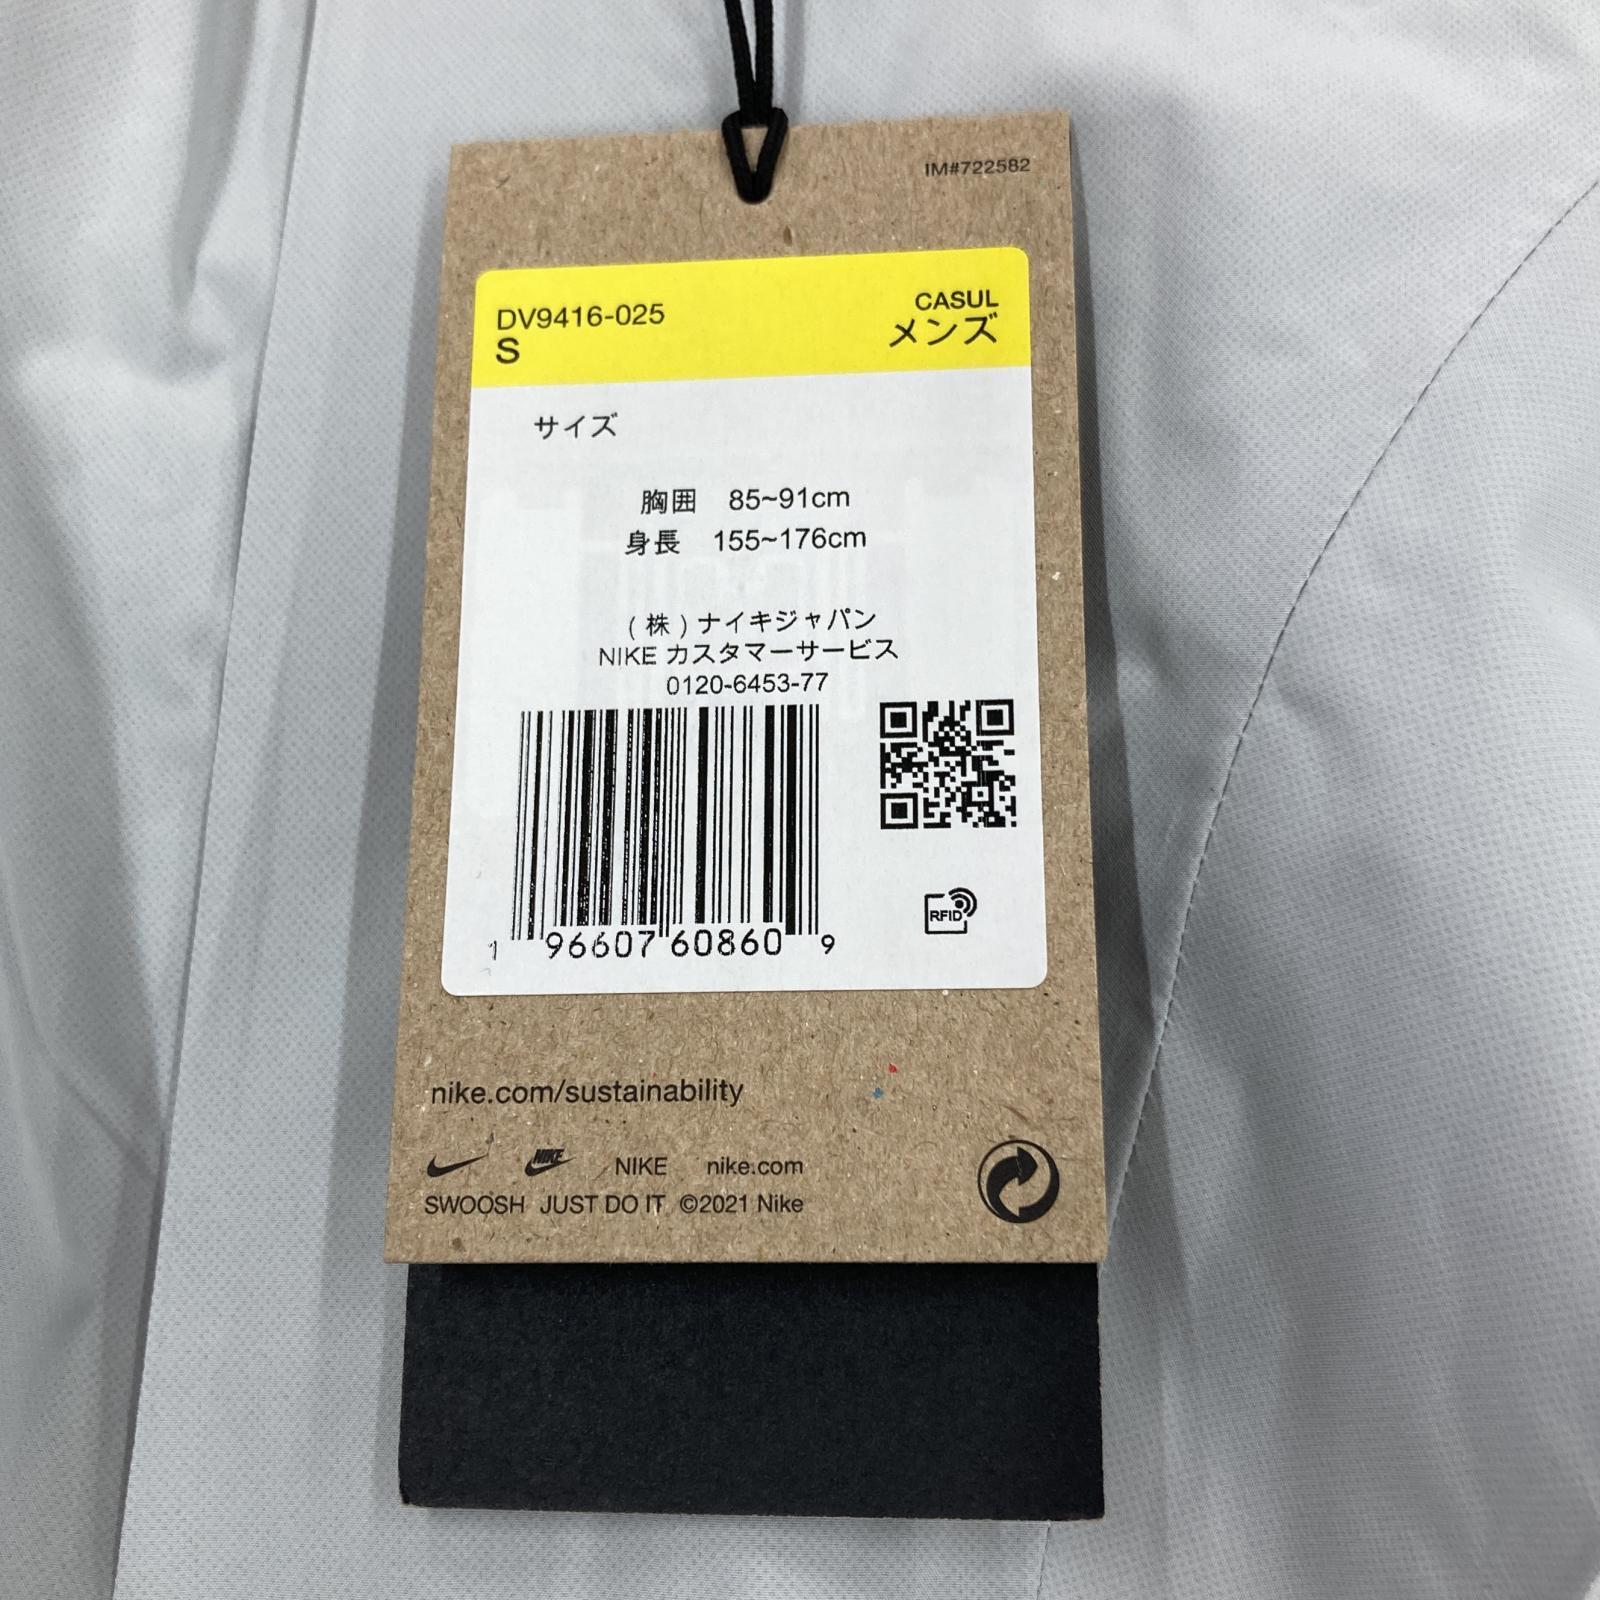 IM#722582
DV9416-025
S
CASUL
メンズ
サイズ
胸囲 85~91cm
身長 155~176cm
(株)ナイキジャパン
NIKE カスタマーサービス
0120-6453-77
RFID
1 96607 60860 9
nike.com/sustainability
NIKE NIKE nike.com
SWOOSH JUST DO IT ©2021 Nike